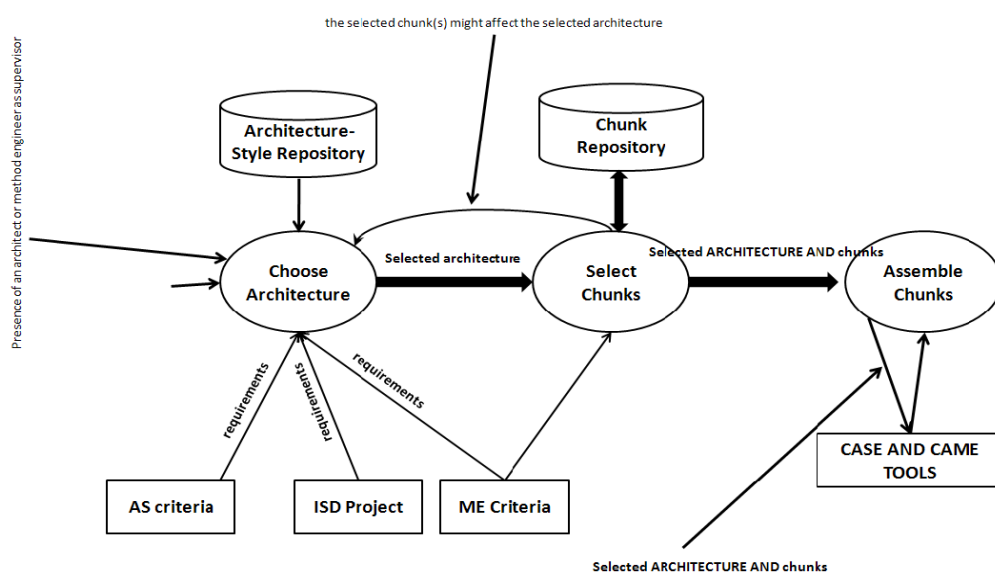 the selected chunk(s) might affect the selected architecture
Presence of an architect or method engineer as supervisor
Architecture-
Style Repository
Chunk
Repository
Choose
Architecture
Selected architecture
Select
Chunks
Selected ARCHITECTURE AND chunks
Assemble
Chunks
requirements
requirements
requirements
AS criteria
ISD Project
ME Criteria
CASE AND CAME
TOOLS
Selected ARCHITECTURE AND chunks